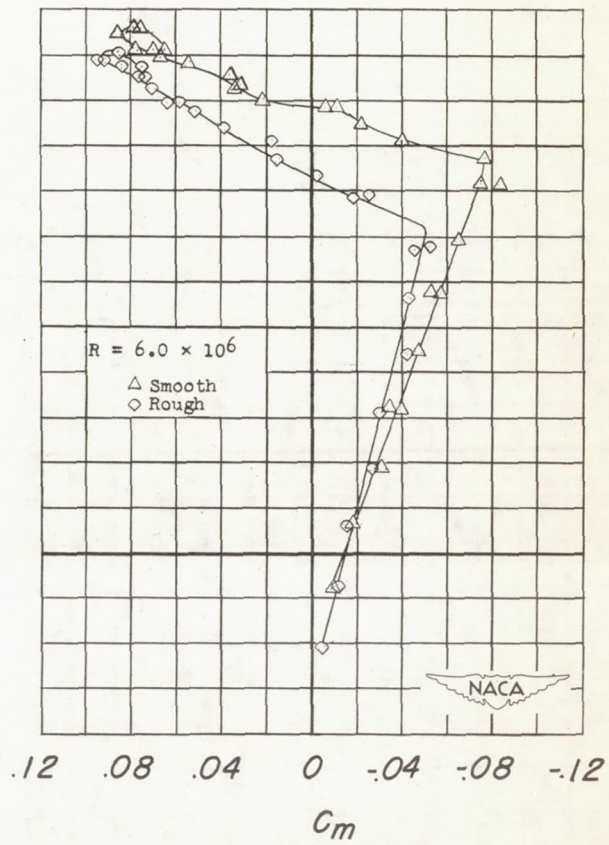 R = 6.0 × 10⁶
△ Smooth
◇ Rough
NACA
.12 .08 .04 0 -.04 -.08 -.12
Cm